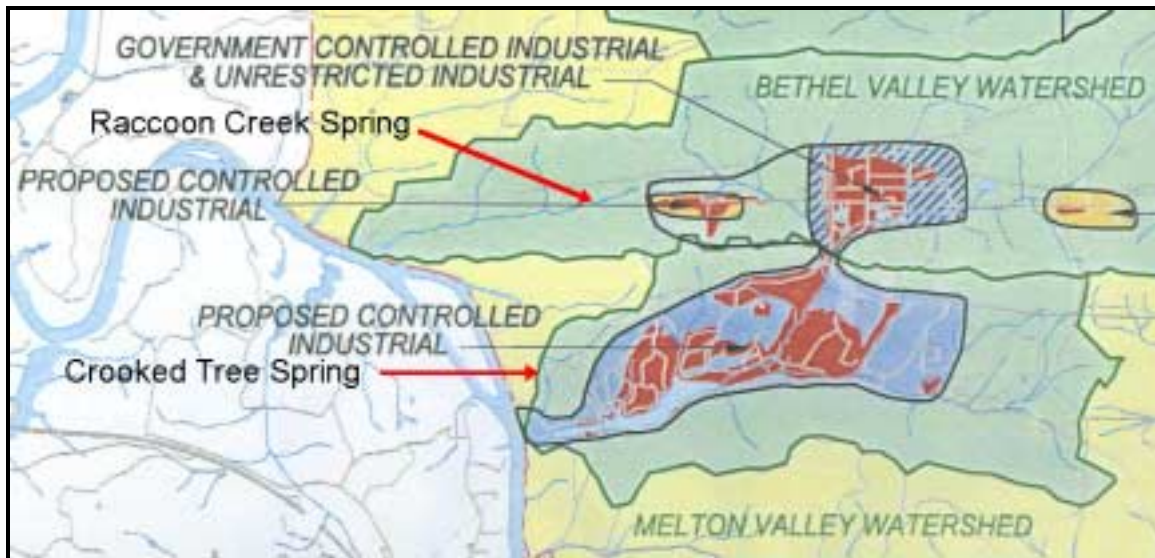 GOVERNMENT CONTROLLED INDUSTRIAL
& UNRESTRICTED INDUSTRIAL
BETHEL VALLEY WATERSHED
Raccoon Creek Spring
PROPOSED CONTROLLED
INDUSTRIAL
PROPOSED CONTROLLED
INDUSTRIAL
Crooked Tree Spring
MELTON VALLEY WATERSHED